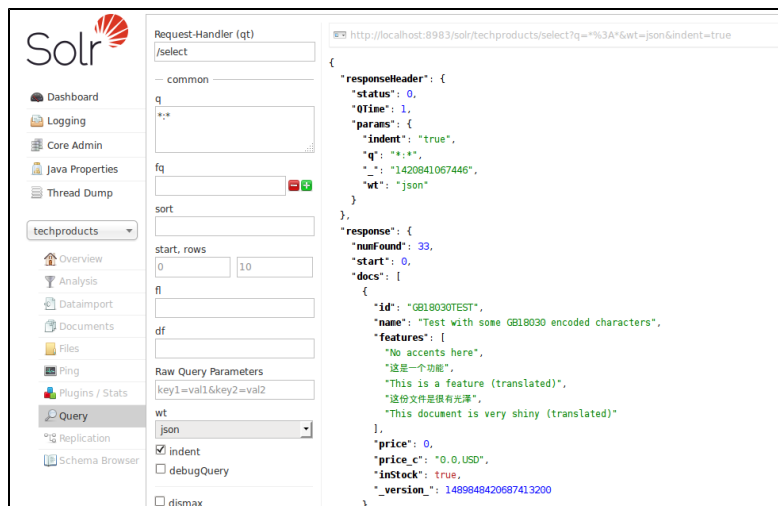 Solr
Dashboard
Logging
Core Admin
Java Properties
Thread Dump
techproducts
Overview
Analysis
Dataimport
Documents
Files
Ping
Plugins / Stats
Query
Replication
Schema Browser
Request-Handler (qt)
/select
common
q
*:*
fq
sort
start, rows
0 10
fl
df
Raw Query Parameters
key1=val1&key2=val2
wt
json
indent
debugQuery
dismax
http://localhost:8983/solr/techproducts/select?q=*%3A*&wt=json&indent=true
{
"responseHeader": {
"status": 0,
"QTime": 1,
"params": {
"indent": "true",
"q": "*:*",
"_": "1420841067446",
"wt": "json"
}
},
"response": {
"numFound": 33,
"start": 0,
"docs": [
{
"id": "GB18030TEST",
"name": "Test with some GB18030 encoded characters",
"features": [
"No accents here",
"这是一个功能",
"This is a feature (translated)",
"这份文件是很有光泽",
"This document is very shiny (translated)"
],
"price": 0,
"price_c": "0.0,USD",
"inStock": true,
"_version_": 1489848420687413200
}